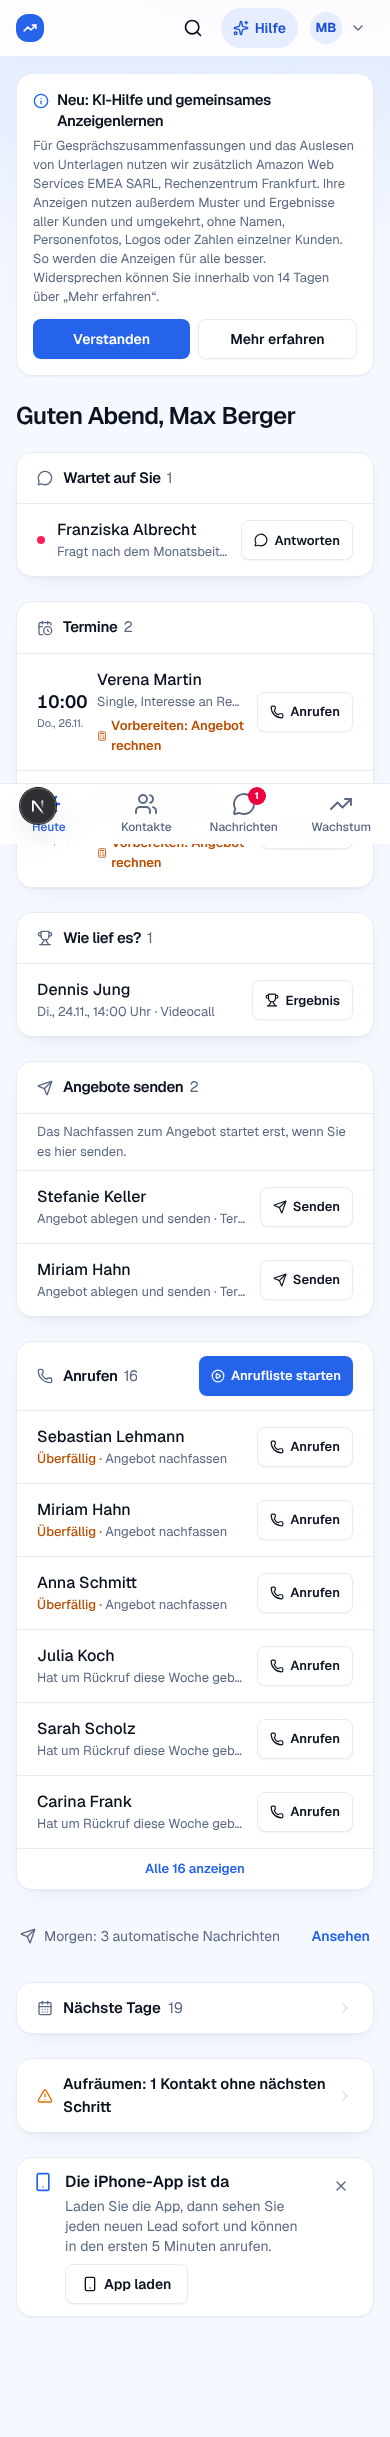 Hilfe
MB
Neu: KI-Hilfe und gemeinsames
Anzeigenlernen
Für Gesprächszusammenfassungen und das Auslesen
von Unterlagen nutzen wir zusätzlich Amazon Web
Services EMEA SARL, Rechenzentrum Frankfurt. Ihre
Anzeigen nutzen außerdem Muster und Ergebnisse
aller Kunden und umgekehrt, ohne Namen,
Personenfotos, Logos oder Zahlen einzelner Kunden.
So werden die Anzeigen für alle besser.
Widersprechen können Sie innerhalb von 14 Tagen
über „Mehr erfahren“.
Verstanden
Mehr erfahren
Guten Abend, Max Berger
Wartet auf Sie 1
Franziska Albrecht
Fragt nach dem Monatsbeit…
Antworten
Termine 2
10:00
Do., 26.11.
Verena Martin
Single, Interesse an Re…
Vorbereiten: Angebot
rechnen
Anrufen
N
Heute
Kontakte
1
Nachrichten
Wachstum
Vorbereiten: Angebot
rechnen
Wie lief es? 1
Dennis Jung
Di., 24.11., 14:00 Uhr · Videocall
Ergebnis
Angebote senden 2
Das Nachfassen zum Angebot startet erst, wenn Sie
es hier senden.
Stefanie Keller
Angebot ablegen und senden · Ter…
Senden
Miriam Hahn
Angebot ablegen und senden · Ter…
Senden
Anrufen 16
Anrufliste starten
Sebastian Lehmann
Überfällig · Angebot nachfassen
Anrufen
Miriam Hahn
Überfällig · Angebot nachfassen
Anrufen
Anna Schmitt
Überfällig · Angebot nachfassen
Anrufen
Julia Koch
Hat um Rückruf diese Woche geb…
Anrufen
Sarah Scholz
Hat um Rückruf diese Woche geb…
Anrufen
Carina Frank
Hat um Rückruf diese Woche geb…
Anrufen
Alle 16 anzeigen
Morgen: 3 automatische Nachrichten
Ansehen
Nächste Tage 19
Aufräumen: 1 Kontakt ohne nächsten
Schritt
Die iPhone-App ist da
Laden Sie die App, dann sehen Sie
jeden neuen Lead sofort und können
in den ersten 5 Minuten anrufen.
App laden